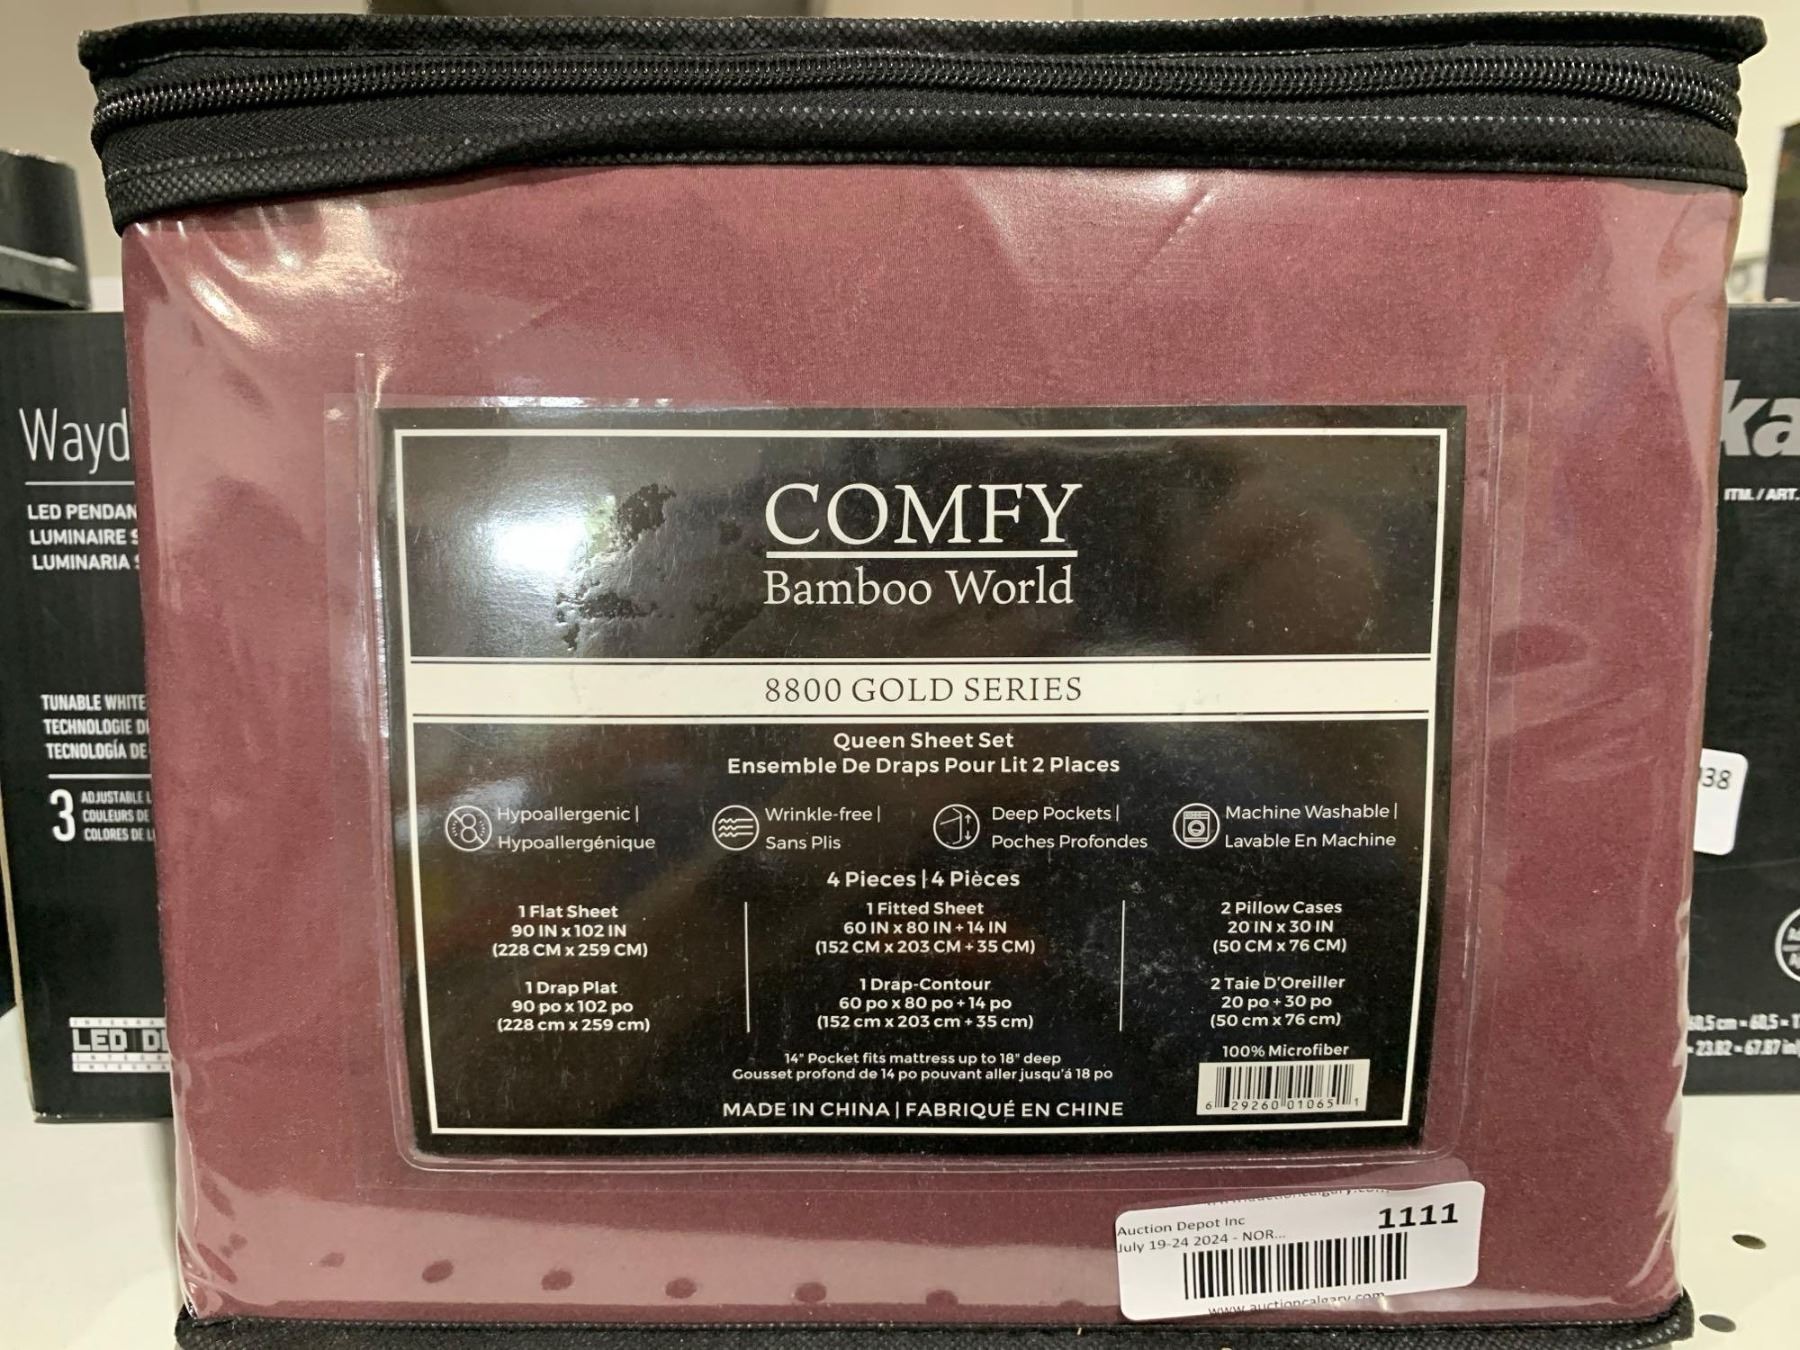 COMFY
Bamboo World
8800 GOLD SERIES
Queen Sheet Set
Ensemble De Draps Pour Lit 2 Places
Hypoallergenic |
Hypoallergénique
Wrinkle-free |
Sans Plis
Deep Pockets |
Poches Profondes
Machine Washable |
Lavable En Machine
4 Pieces | 4 Pièces
1 Flat Sheet
90 IN x 102 IN
(228 CM x 259 CM)
1 Drap Plat
90 po x 102 po
(228 cm x 259 cm)
1 Fitted Sheet
60 IN x 80 IN + 14 IN
(152 CM x 203 CM + 35 CM)
1 Drap-Contour
60 po x 80 po + 14 po
(152 cm x 203 cm + 35 cm)
2 Pillow Cases
20 IN x 30 IN
(50 CM x 76 CM)
2 Taie D'Oreiller
20 po + 30 po
(50 cm x 76 cm)
14" Pocket fits mattress up to 18" deep
Gousset profond de 14 po pouvant aller jusqu'á 18 po
MADE IN CHINA | FABRIQUÉ EN CHINE
100% Microfiber
6 29260 01065 1
Auction Depot Inc
1111
July 19-24 2024 - NOR...
www.auctioncalgary.com
Wayd
LED PENDAN
LUMINAIRE
LUMINARIA
TUNABLE WHITE
TECHNOLOGIE
TECNOLOGÍA DE
3
ADJUSTABLE
COULEURS DE
COLORES DE
LED
ka
ITM. / ART.
38